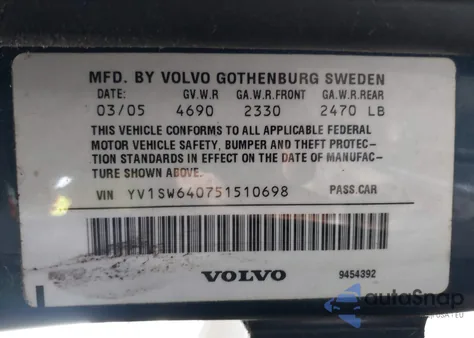 MFD. BY VOLVO GOTHENBURG SWEDEN
DATE: GV.W.R GA.W.R.FRONT GA.W.R.REAR
03/05 4690 2330 2470 LB
THIS VEHICLE CONFORMS TO ALL APPLICABLE FEDERAL
MOTOR VEHICLE SAFETY, BUMPER AND THEFT PROTEC-
TION STANDARDS IN EFFECT ON THE DATE OF MANUFAC-
TURE SHOWN ABOVE.
VIN YV1SW640751510698 PASS.CAR
VOLVO 9454392
autoSnap